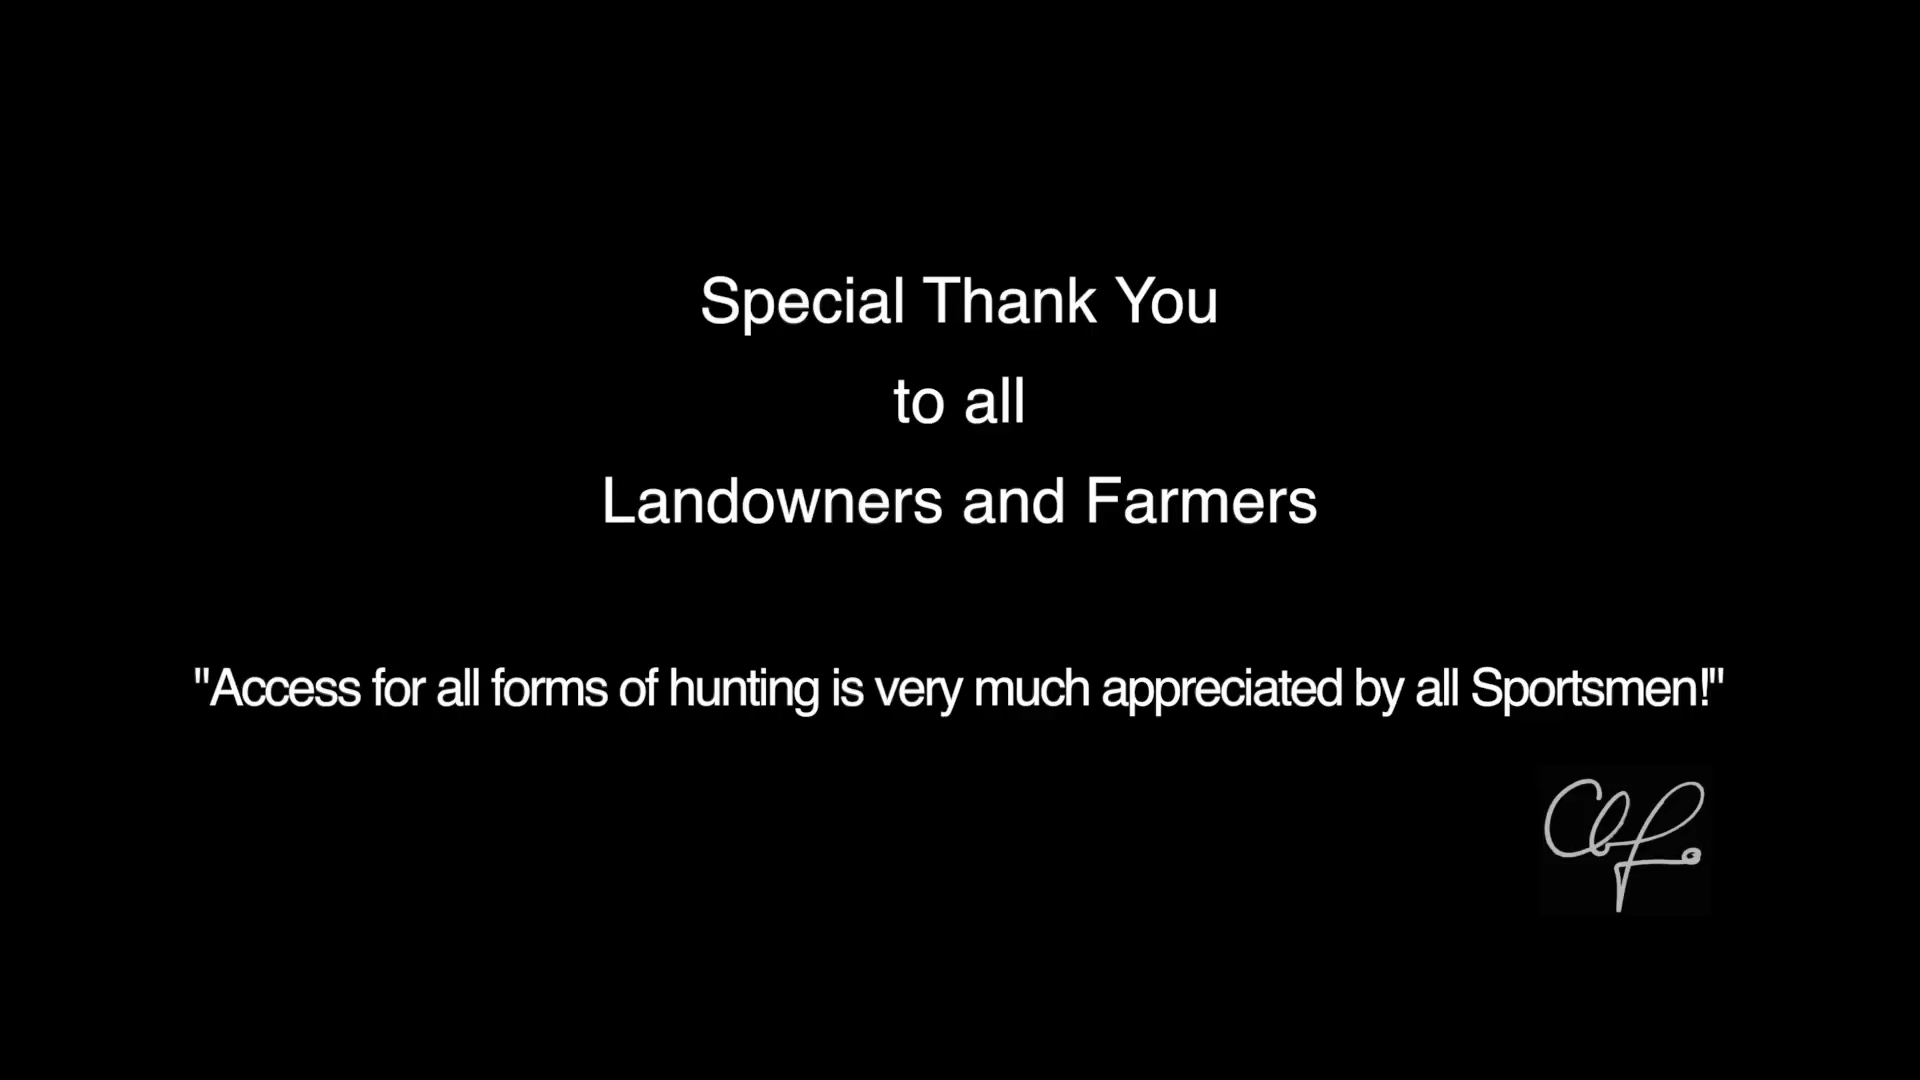 Special Thank You
to all
Landowners and Farmers
"Access for all forms of hunting is very much appreciated by all Sportsmen!"